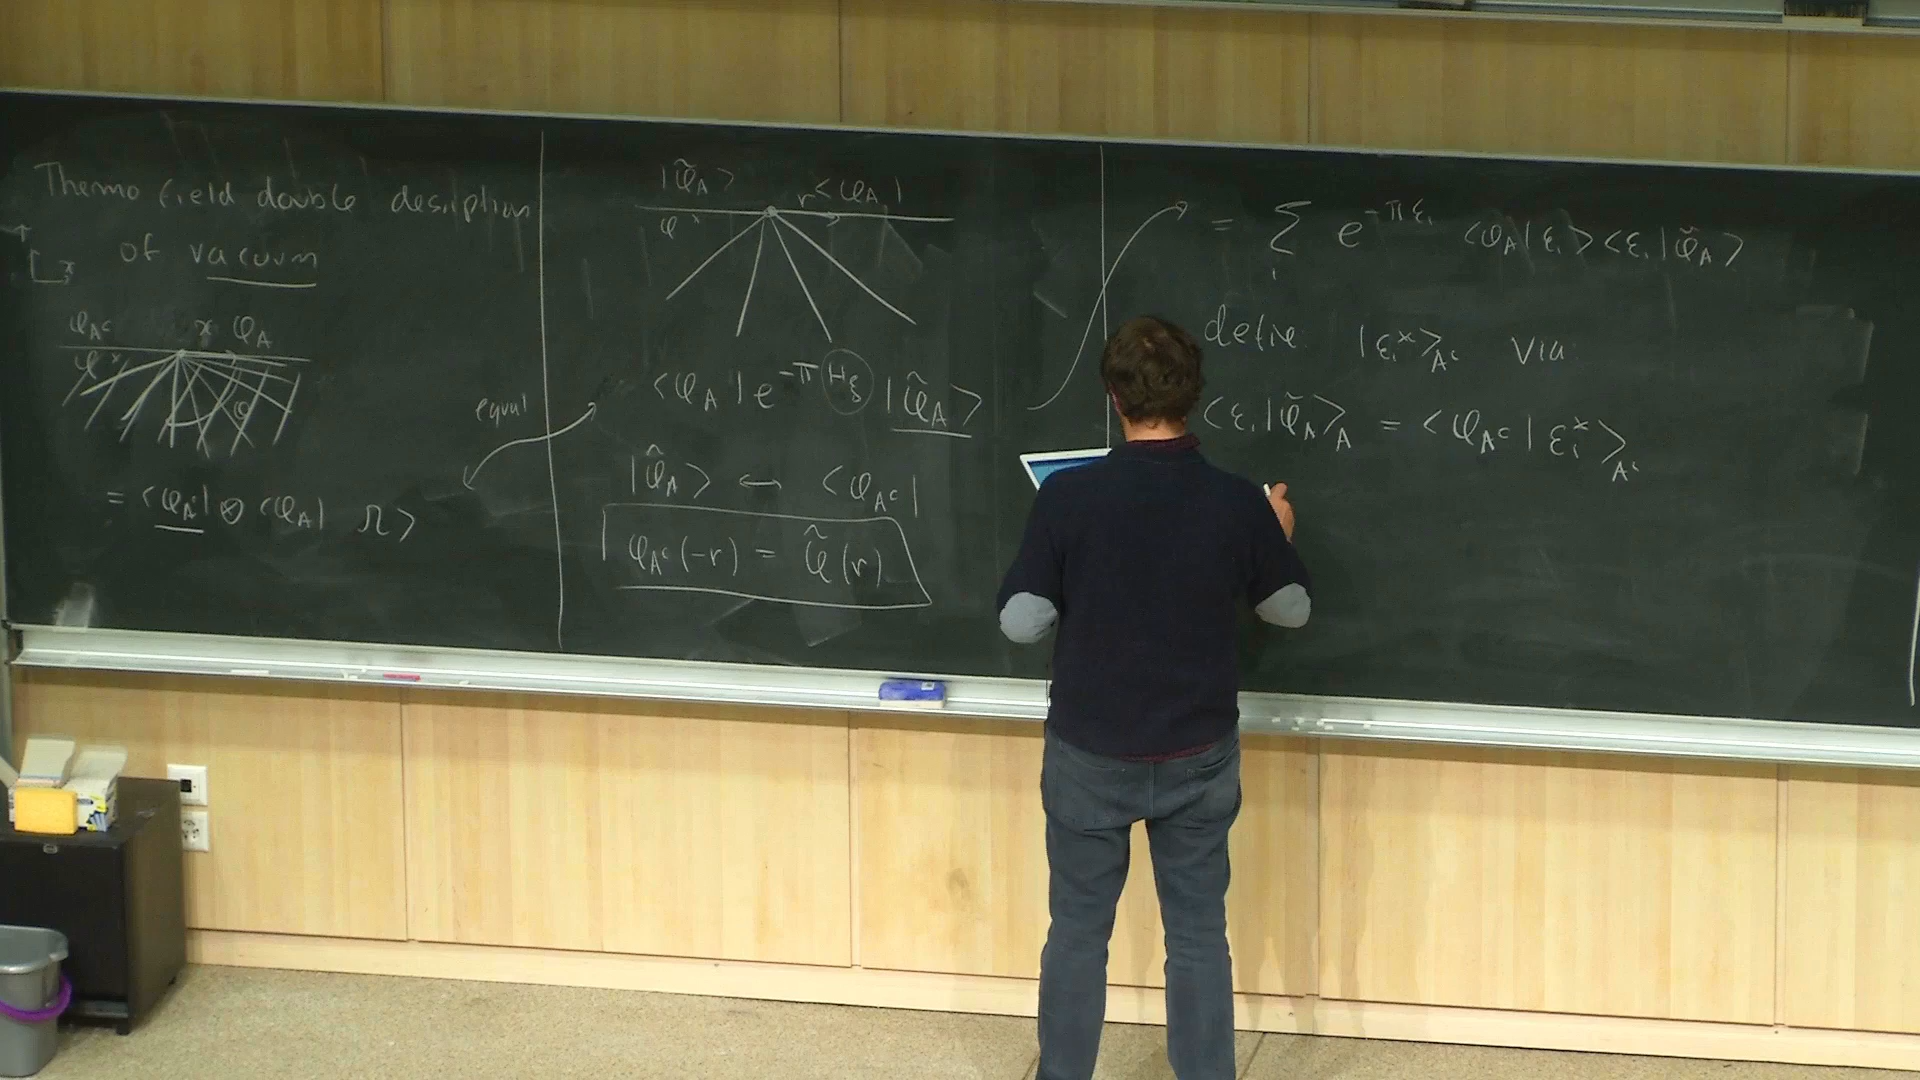 Thermo field double desiption
of vacuum
φ_{A^c} x φ_A
φ^x
= ⟨φ_{A^c}| ⊗ ⟨φ_A| Ω⟩
equal
|φ̃_A⟩ r ⟨φ_A|
φ^x
⟨φ_A| e^{-π H_ξ} |φ̃_A⟩
|φ̃_A⟩ ↔ ⟨φ_{A^c}|
φ_{A^c}(-r) = φ̃(r)
= Σ_i e^{-π ε_i} ⟨φ_A|ε_i⟩⟨ε_i|φ̃_A⟩
define |ε_i^*⟩_{A^c} via
⟨ε_i|φ̃_A⟩_A = ⟨φ_{A^c}|ε_i^*⟩_{A^c}